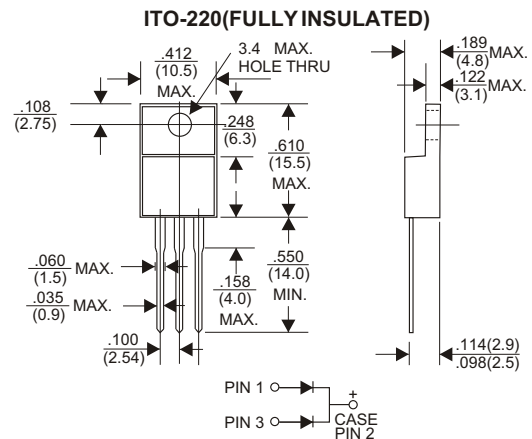 ITO-220(FULLY INSULATED)
.412
(10.5)
MAX.
3.4 MAX.
HOLE THRU
.189
(4.8)
MAX.
.122
(3.1)
MAX.
.108
(2.75)
.248
(6.3)
.610
(15.5)
MAX.
.060
(1.5)
MAX.
.158
(4.0)
MAX.
.550
(14.0)
MIN.
.035
(0.9)
MAX.
.100
(2.54)
.114(2.9)
.098(2.5)
PIN 1
+
PIN 3
CASE
PIN 2